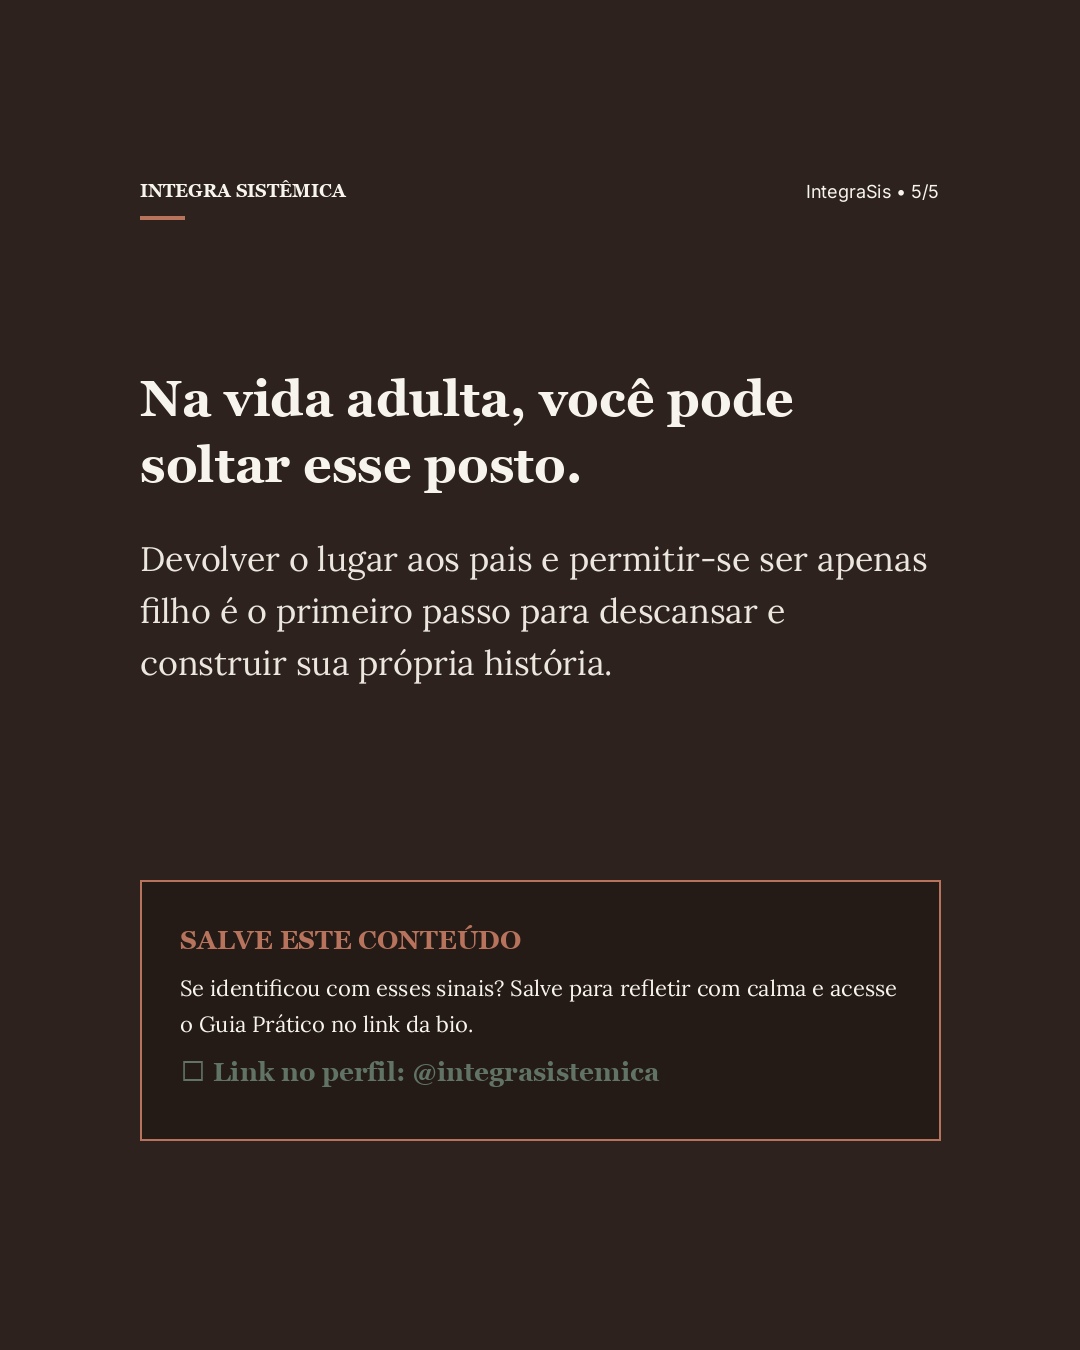 INTEGRA SISTÊMICA
IntegraSis • 5/5
Na vida adulta, você pode
soltar esse posto.
Devolver o lugar aos pais e permitir-se ser apenas
filho é o primeiro passo para descansar e
construir sua própria história.
SALVE ESTE CONTEÚDO
Se identificou com esses sinais? Salve para refletir com calma e acesse
o Guia Prático no link da bio.
☐ Link no perfil: @integrasistemica